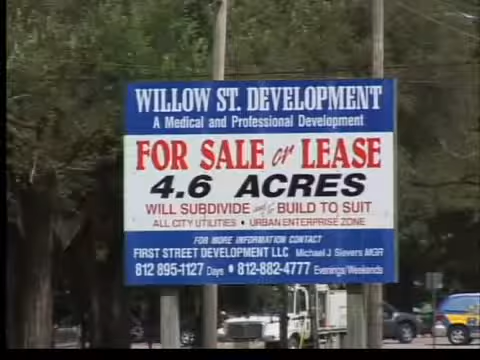 WILLOW ST. DEVELOPMENT
A Medical and Professional Development
FOR SALE or LEASE
4.6 ACRES
WILL SUBDIVIDE BUILD TO SUIT
ALL CITY UTILITIES • URBAN ENTERPRISE ZONE
FOR MORE INFORMATION CONTACT
FIRST STREET DEVELOPMENT LLC Michael J Sievers MGR
812 895-1127 Days • 812-882-4777 Evenings/Weekends